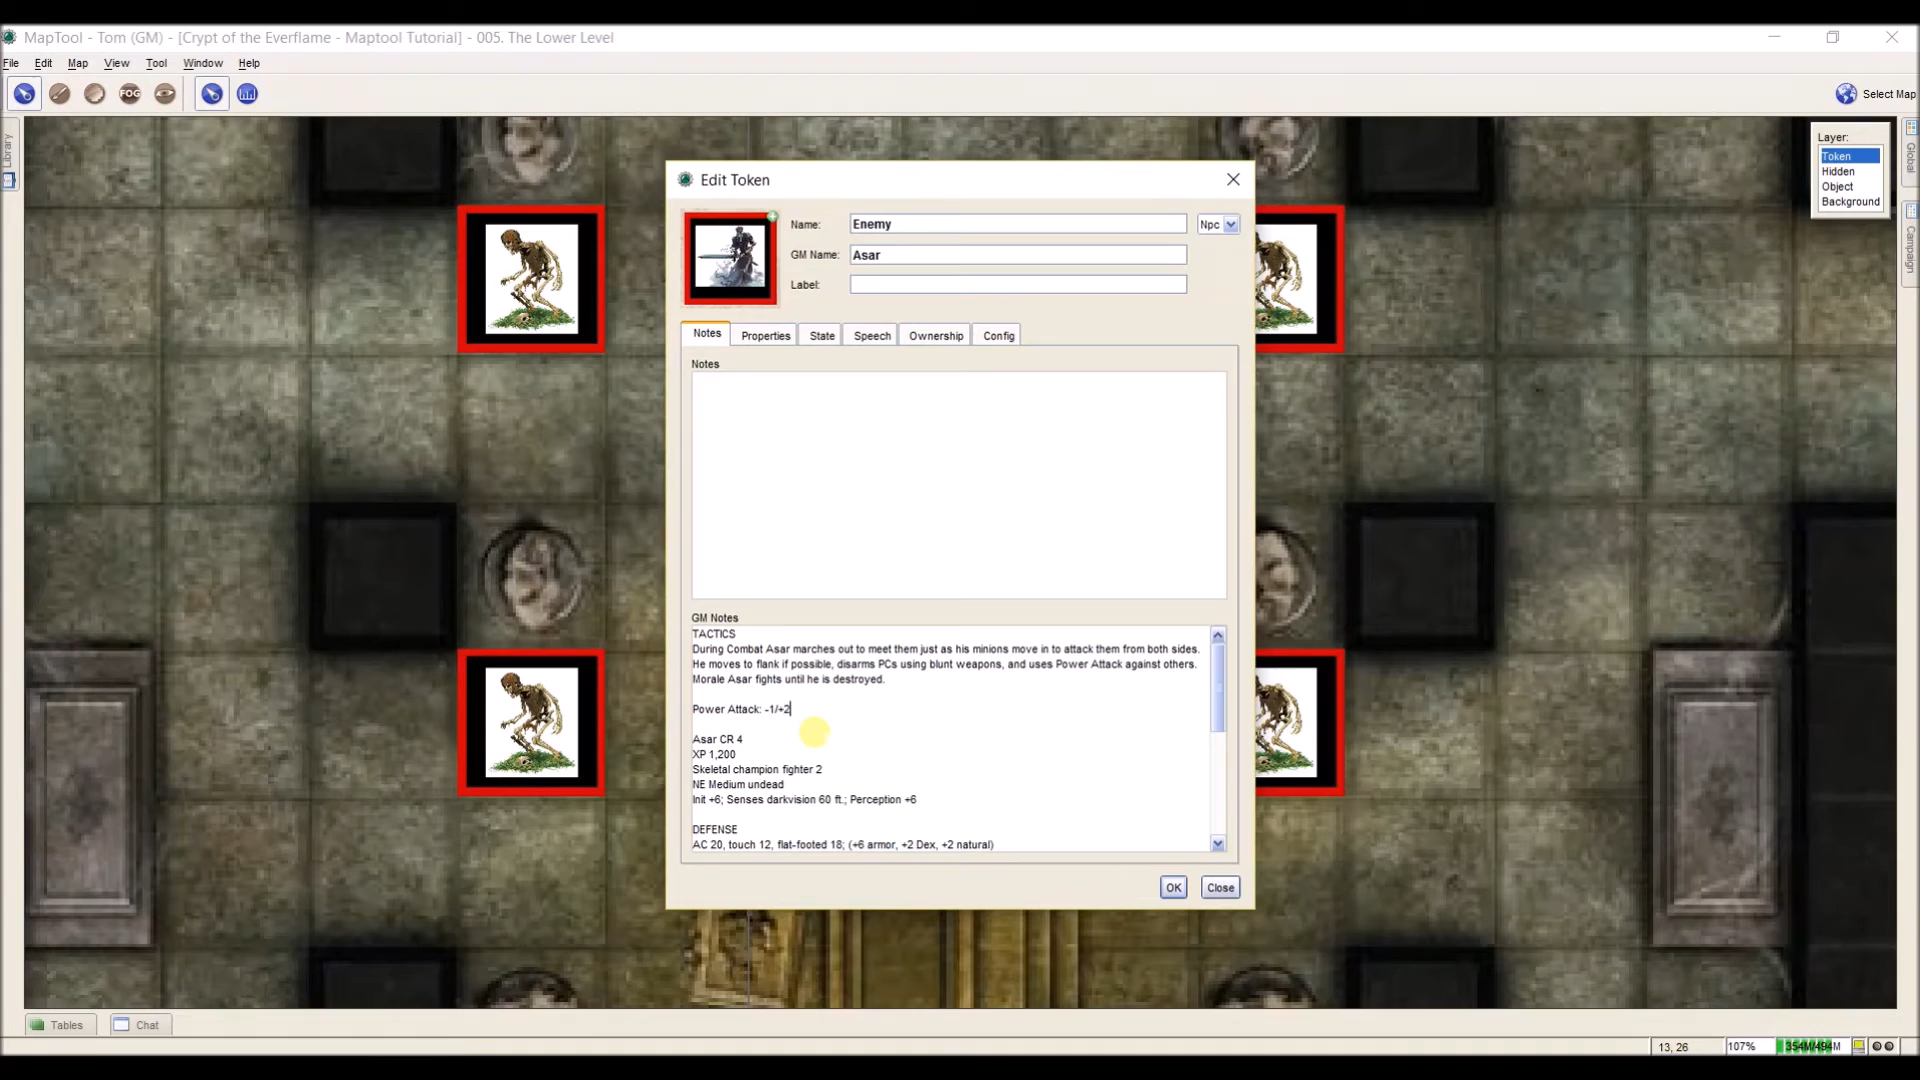 MapTool - Tom (GM) - [Crypt of the Everflame - Maptool Tutorial] - 005. The Lower Level
File Edit Map View Tool Window Help
FOG
Select Map
Library
Layer:
Token
Hidden
Object
Background
Global
Campaign
Edit Token
Name: Enemy Npc
GM Name: Asar
Label:
Notes Properties State Speech Ownership Config
Notes
GM Notes
TACTICS
During Combat Asar marches out to meet them just as his minions move in to attack them from both sides.
He moves to flank if possible, disarms PCs using blunt weapons, and uses Power Attack against others.
Morale Asar fights until he is destroyed.
Power Attack: -1/+2
Asar CR 4
XP 1,200
Skeletal champion fighter 2
NE Medium undead
Init +6; Senses darkvision 60 ft.; Perception +6
DEFENSE
AC 20, touch 12, flat-footed 18; (+6 armor, +2 Dex, +2 natural)
OK Close
Tables Chat
13, 26 107% 354M/494M